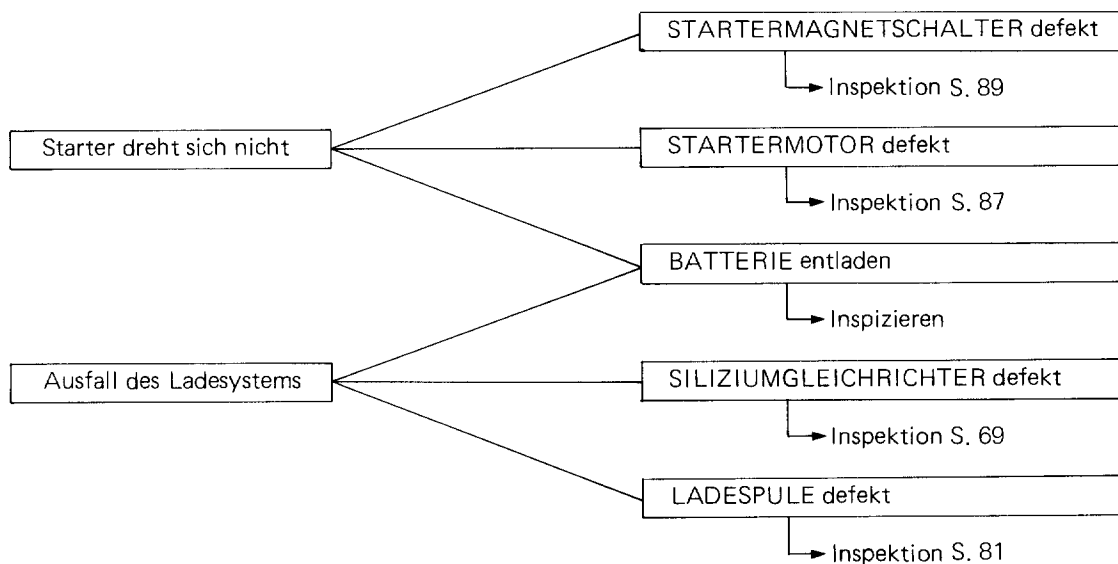 STARTERMAGNETSCHALTER defekt
Inspektion S. 89
Starter dreht sich nicht
STARTERMOTOR defekt
Inspektion S. 87
BATTERIE entladen
Inspizieren
Ausfall des Ladesystems
SILIZIUMGLEICHRICHTER defekt
Inspektion S. 69
LADESPULE defekt
Inspektion S. 81